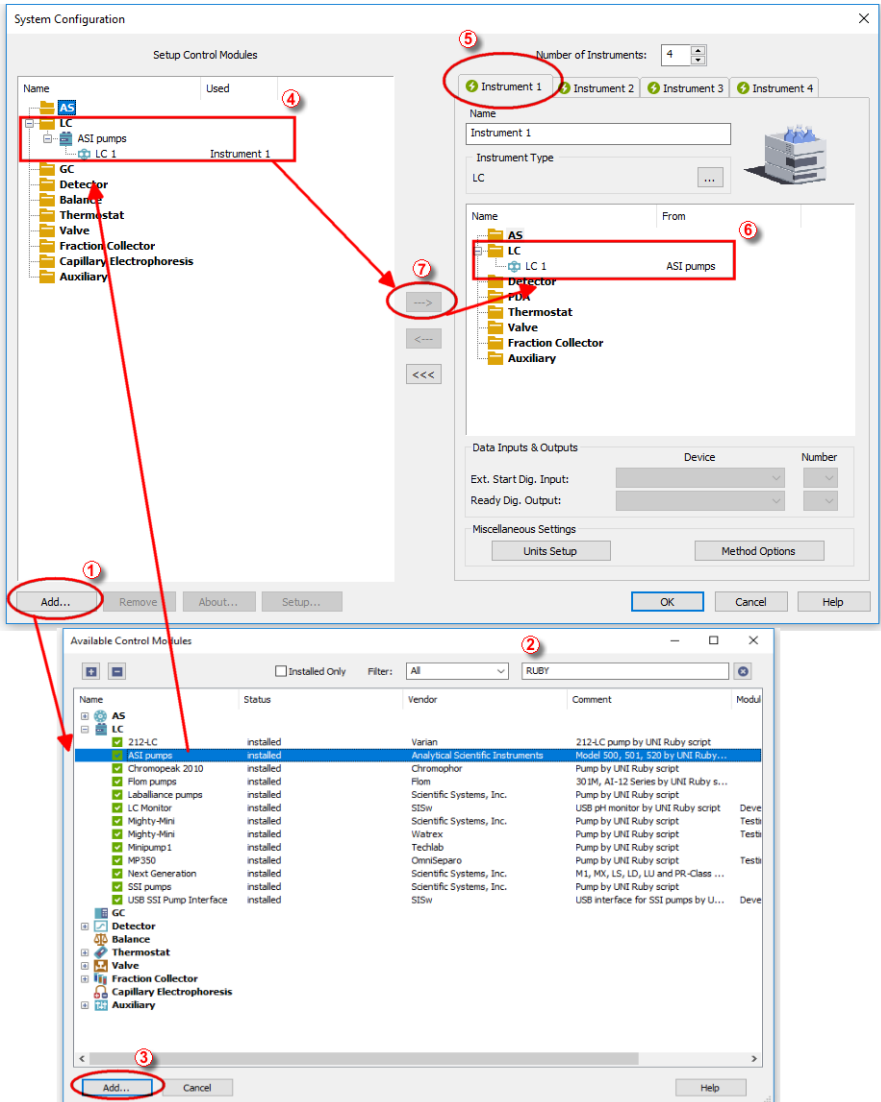 System Configuration
⑤
Setup Control Modules
Number of Instruments: 4
Name Used
④
Instrument 1 Instrument 2 Instrument 3 Instrument 4
AS
LC
ASI pumps
LC 1 Instrument 1
GC
Detector
Balance
Thermostat
Valve
Fraction Collector
Capillary Electrophoresis
Auxiliary
Name
Instrument 1
Instrument Type
LC ...
Name From
⑥
AS
LC
LC 1 ASI pumps
Detector
PDA
Thermostat
Valve
Fraction Collector
Auxiliary
⑦
--->
<---
<<<
Data Inputs & Outputs
Device Number
Ext. Start Dig. Input:
Ready Dig. Output:
Miscellaneous Settings
Units Setup Method Options
①
Add... Remove About... Setup... OK Cancel Help
Available Control Modules
②
Installed Only Filter: All RUBY
Name Status Vendor Comment Modul
AS
LC
212-LC installed Varian 212-LC pump by UNI Ruby script
ASI pumps installed Analytical Scientific Instruments Model 500, 501, 520 by UNI Ruby...
Chromopeak 2010 installed Chromophor Pump by UNI Ruby script
Flom pumps installed Flom 301M, AI-12 Series by UNI Ruby s...
Laballiance pumps installed Scientific Systems, Inc. Pump by UNI Ruby script
LC Monitor installed SISw USB pH monitor by UNI Ruby script Deve
Mighty-Mini installed Scientific Systems, Inc. Pump by UNI Ruby script Testi
Mighty-Mini installed Watrex Pump by UNI Ruby script Testi
Minipump1 installed Techlab Pump by UNI Ruby script
MP350 installed OmniSeparo Pump by UNI Ruby script Testi
Next Generation installed Scientific Systems, Inc. M1, MX, LS, LD, LU and PR-Class ...
SSI pumps installed Scientific Systems, Inc. Pump by UNI Ruby script
USB SSI Pump Interface installed SISw USB interface for SSI pumps by U... Deve
GC
Detector
Balance
Thermostat
Valve
Fraction Collector
Capillary Electrophoresis
Auxiliary
③
Add... Cancel Help